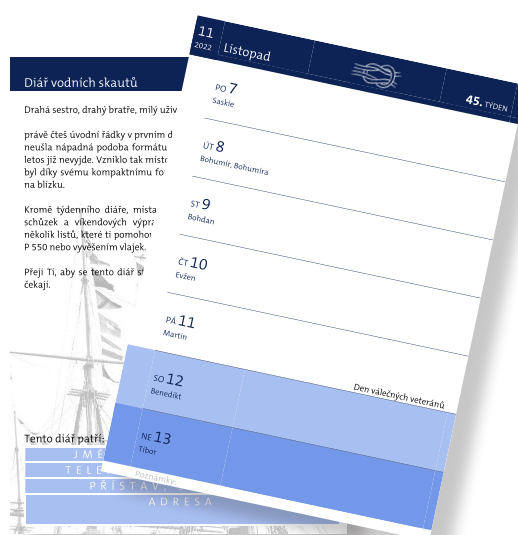 Diář vodních skautů
Drahá sestro, drahý bratře, milý uživ
právě čteš úvodní řádky v prvním d
neušla nápadná podoba formátu
letos již nevyjde. Vzniklo tak místo
byl díky svému kompaktnímu fo
na blízku.
Kromě týdenního diáře, místa
schůzek a víkendových výpra
několik listů, které ti pomohou
P 550 nebo vyvěšením vlajek.
Přeji Ti, aby se tento diář s
čekají.
Tento diář patří:
JMÉ
TELE
PŘÍSTAV,
ADRESA
11
2022
Listopad
45. TÝDEN
PO 7
Saskie
ÚT 8
Bohumír, Bohumíra
ST 9
Bohdan
ČT 10
Evžen
PÁ 11
Martin
Den válečných veteránů
SO 12
Benedikt
NE 13
Tibor
Poznámky: